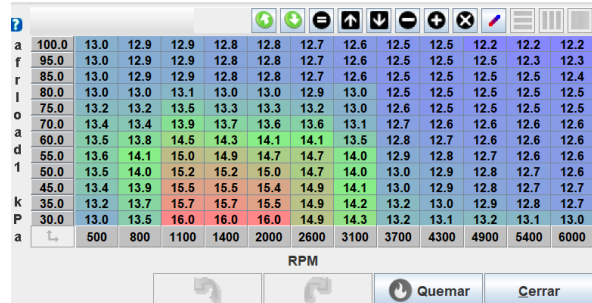 a 100.0 13.0 12.9 12.9 12.8 12.8 12.7 12.6 12.5 12.5 12.2 12.2 12.2
f 95.0 13.0 12.9 12.9 12.8 12.8 12.7 12.6 12.5 12.5 12.5 12.3 12.3
r 85.0 13.0 12.9 12.9 12.8 12.8 12.7 12.6 12.5 12.5 12.5 12.5 12.4
l 80.0 13.0 13.0 13.1 13.0 13.0 12.9 13.0 12.5 12.5 12.5 12.5 12.5
o 75.0 13.2 13.2 13.5 13.3 13.3 13.2 13.0 12.6 12.5 12.5 12.5 12.5
a 70.0 13.4 13.4 13.9 13.7 13.6 13.6 13.1 12.7 12.6 12.6 12.6 12.6
d 60.0 13.5 13.8 14.5 14.3 14.1 14.1 13.5 12.8 12.7 12.6 12.6 12.6
1 55.0 13.6 14.1 15.0 14.9 14.7 14.7 14.0 12.9 12.8 12.7 12.6 12.6
50.0 13.5 14.0 15.2 15.2 15.0 14.7 14.0 13.0 12.9 12.8 12.7 12.6
k 45.0 13.4 13.9 15.5 15.5 15.4 14.9 14.1 13.0 12.9 12.8 12.7 12.7
P 35.0 13.2 13.7 15.7 15.7 15.5 14.9 14.2 13.2 13.0 12.9 12.8 12.7
a 30.0 13.0 13.5 16.0 16.0 16.0 14.9 14.3 13.2 13.1 13.2 13.1 13.0
500 800 1100 1400 2000 2600 3100 3700 4300 4900 5400 6000
RPM
Quemar Cerrar